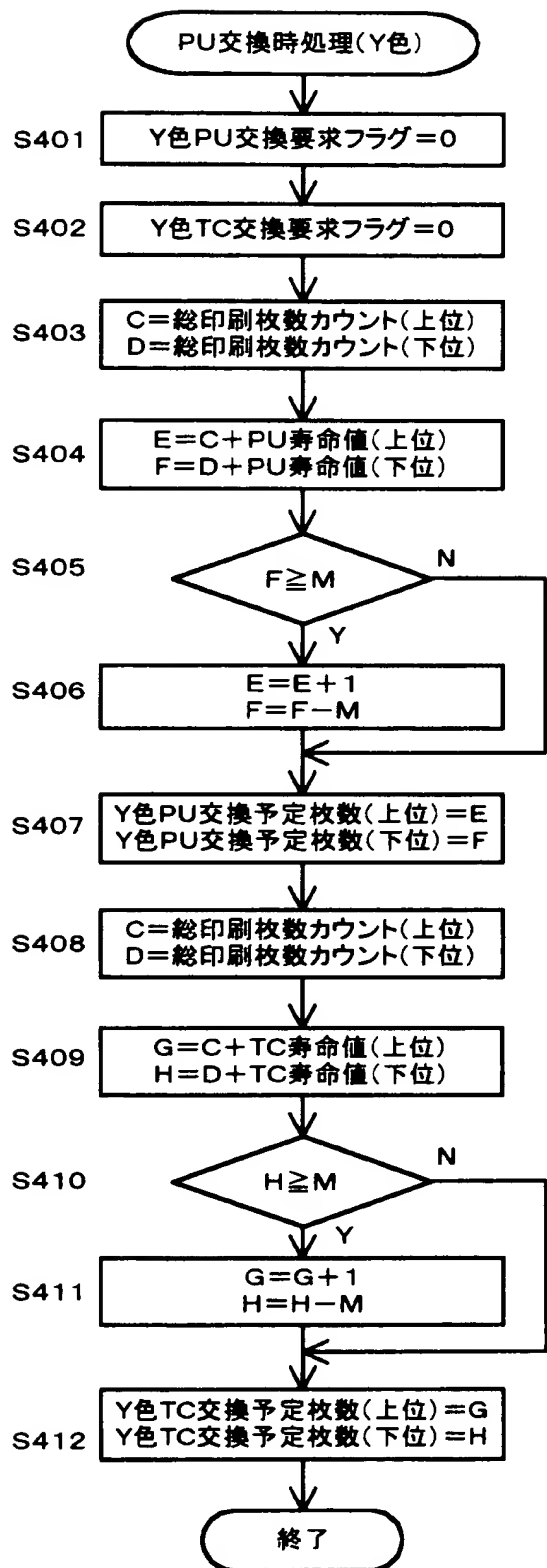 PU交換時処理(Y色)
S401
Y色PU交換要求フラグ=0
S402
Y色TC交換要求フラグ=0
S403
C=総印刷枚数カウント(上位)
D=総印刷枚数カウント(下位)
S404
E=C+PU寿命値(上位)
F=D+PU寿命値(下位)
S405
F≧M
N
Y
S406
E=E+1
F=F−M
S407
Y色PU交換予定枚数(上位)=E
Y色PU交換予定枚数(下位)=F
S408
C=総印刷枚数カウント(上位)
D=総印刷枚数カウント(下位)
S409
G=C+TC寿命値(上位)
H=D+TC寿命値(下位)
S410
H≧M
N
Y
S411
G=G+1
H=H−M
S412
Y色TC交換予定枚数(上位)=G
Y色TC交換予定枚数(下位)=H
終了